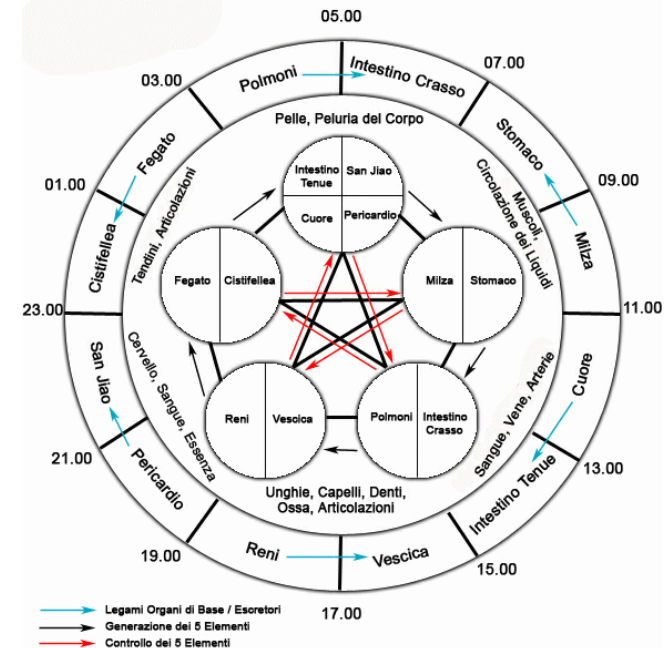 05.00
07.00
09.00
11.00
13.00
15.00
17.00
19.00
21.00
23.00
01.00
03.00
Polmoni
Intestino Crasso
Stomaco
Milza
Cuore
Intestino Tenue
Vescica
Reni
Pericardio
San Jiao
Cistifellea
Fegato
Pelle, Peluria del Corpo
Muscoli,
Circolazione dei Liquidi
Sangue, Vene, Arterie
Unghie, Capelli, Denti,
Ossa, Articolazioni
Cervello, Sangue, Essenza
Tendini, Articolazioni
Intestino
Tenue
San Jiao
Cuore
Pericardio
Milza
Stomaco
Polmoni
Intestino
Crasso
Reni
Vescica
Fegato
Cistifellea
Legami Organi di Base / Escretori
Generazione dei 5 Elementi
Controllo dei 5 Elementi